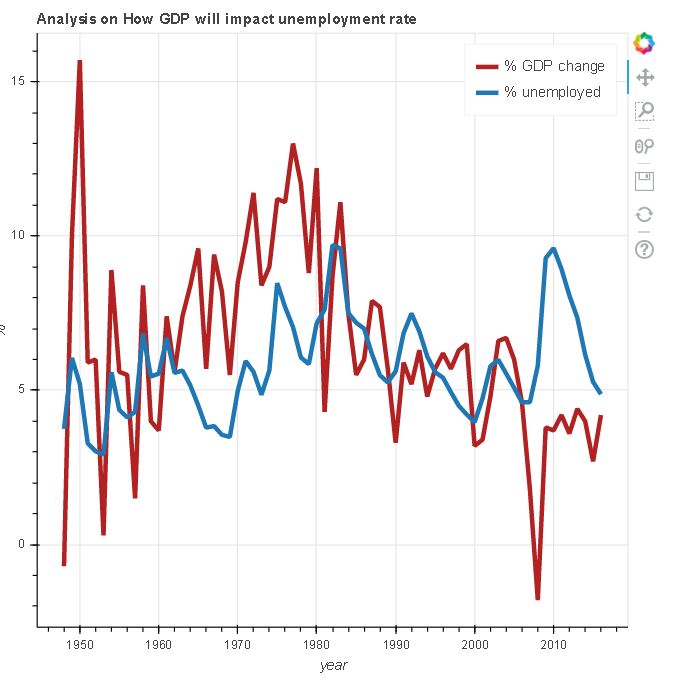 Analysis on How GDP will impact unemployment rate
% GDP change
% unemployed
15
10
5
0
%
1950 1960 1970 1980 1990 2000 2010
year